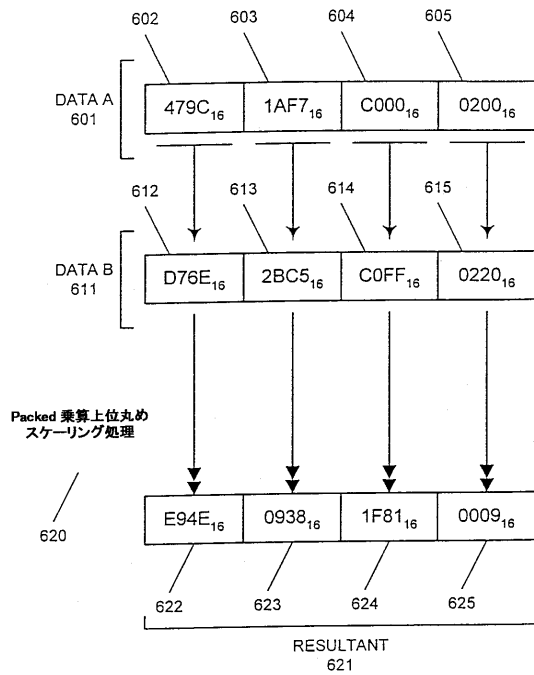 602 603 604 605
DATA A
601
479C₁₆ 1AF7₁₆ C000₁₆ 0200₁₆
612 613 614 615
DATA B
611
D76E₁₆ 2BC5₁₆ C0FF₁₆ 0220₁₆
Packed 乗算上位丸め
スケーリング処理
620
E94E₁₆ 0938₁₆ 1F81₁₆ 0009₁₆
622 623 624 625
RESULTANT
621